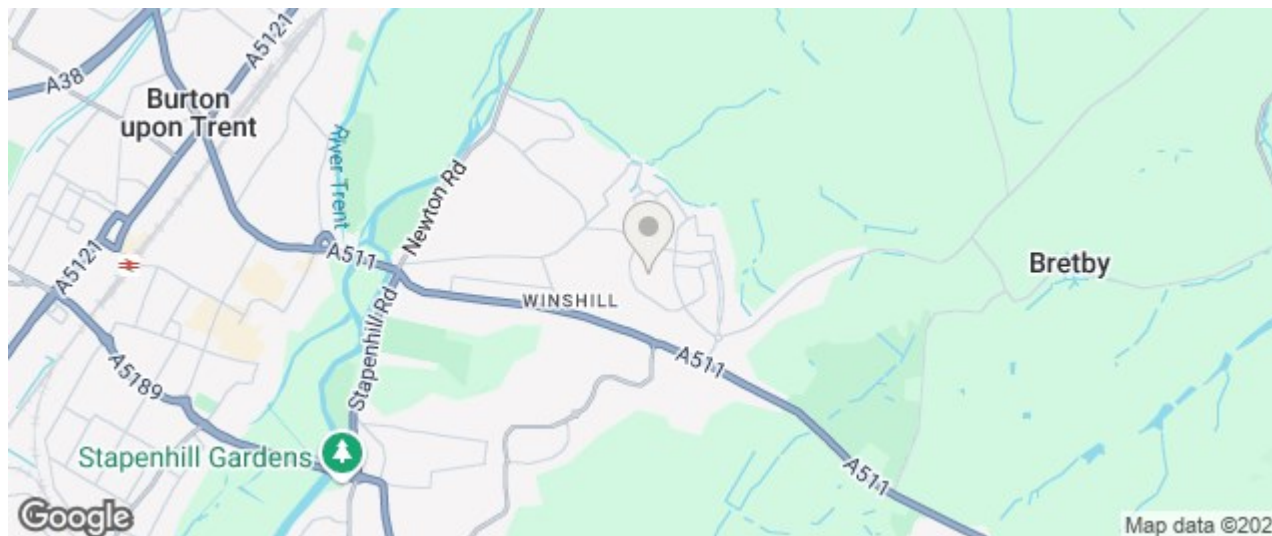 A5121
A38
Burton
upon Trent
River Trent
Newton Rd
A511
A5121
WINSHILL
Bretby
Stapenhill Rd
A511
A5189
Stapenhill Gardens
A511
Google
Map data ©202